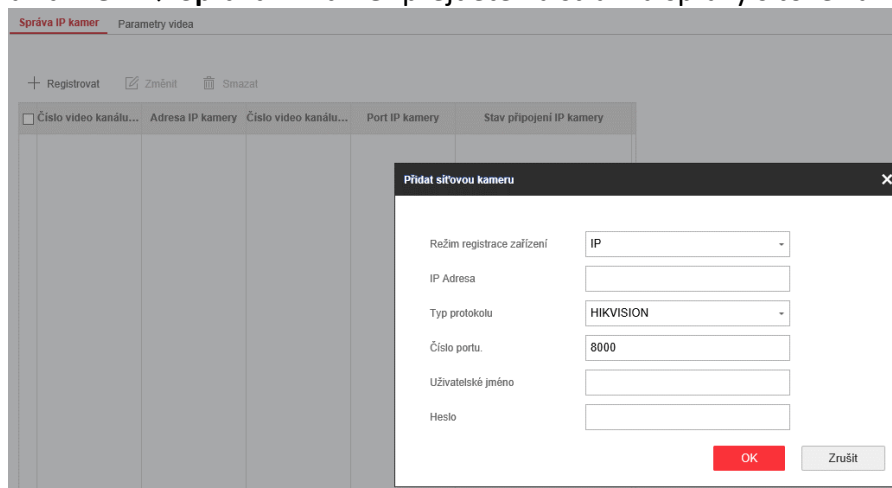 Správa IP kamer Parametry videa
Registrovat Změnit Smazat
Číslo video kanálu... Adresa IP kamery Číslo video kanálu... Port IP kamery Stav připojení IP kamery
Přidat síťovou kameru
Režim registrace zařízení IP
IP Adresa
Typ protokolu HIKVISION
Číslo portu. 8000
Uživatelské jméno
Heslo
OK Zrušit